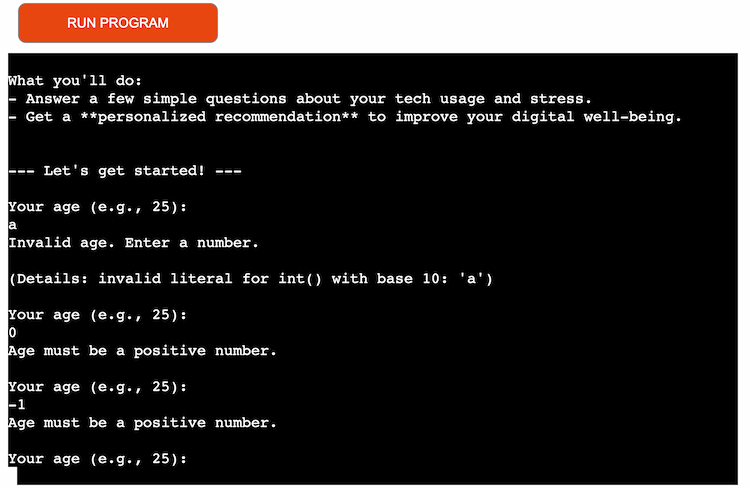 RUN PROGRAM
What you'll do:
- Answer a few simple questions about your tech usage and stress.
- Get a **personalized recommendation** to improve your digital well-being.
--- Let's get started! ---
Your age (e.g., 25):
a
Invalid age. Enter a number.
(Details: invalid literal for int() with base 10: 'a')
Your age (e.g., 25):
0
Age must be a positive number.
Your age (e.g., 25):
-1
Age must be a positive number.
Your age (e.g., 25):